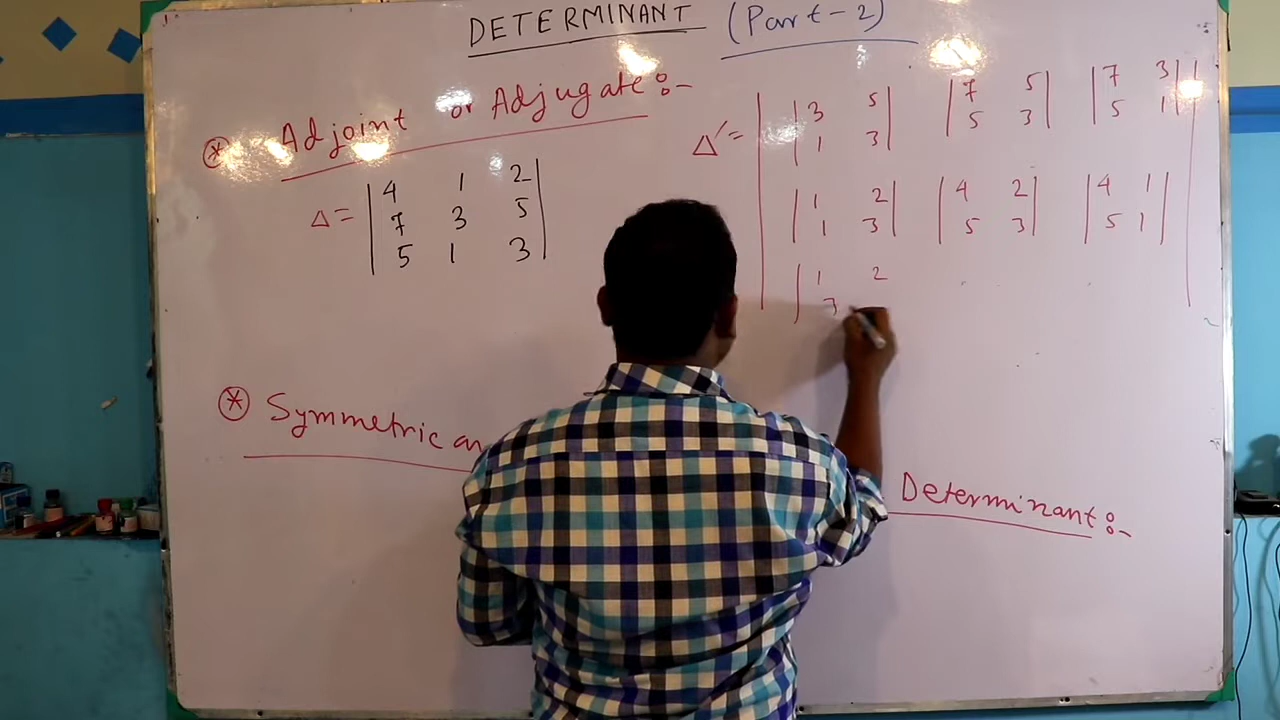 DETERMINANT (Part-2)
* Adjoint or Adjugate :-
Δ = | 4 1 2 |
| 7 3 5 |
| 5 1 3 |
Δ' = | | 3 5 | | 7 5 | | 7 3 | |
| 1 3 | | 5 3 | | 5 1 |
| 1 2 | | 4 2 | | 4 1 |
| 1 3 | | 5 3 | | 5 1 |
| 1 2
* Symmetric an
Determinant :-